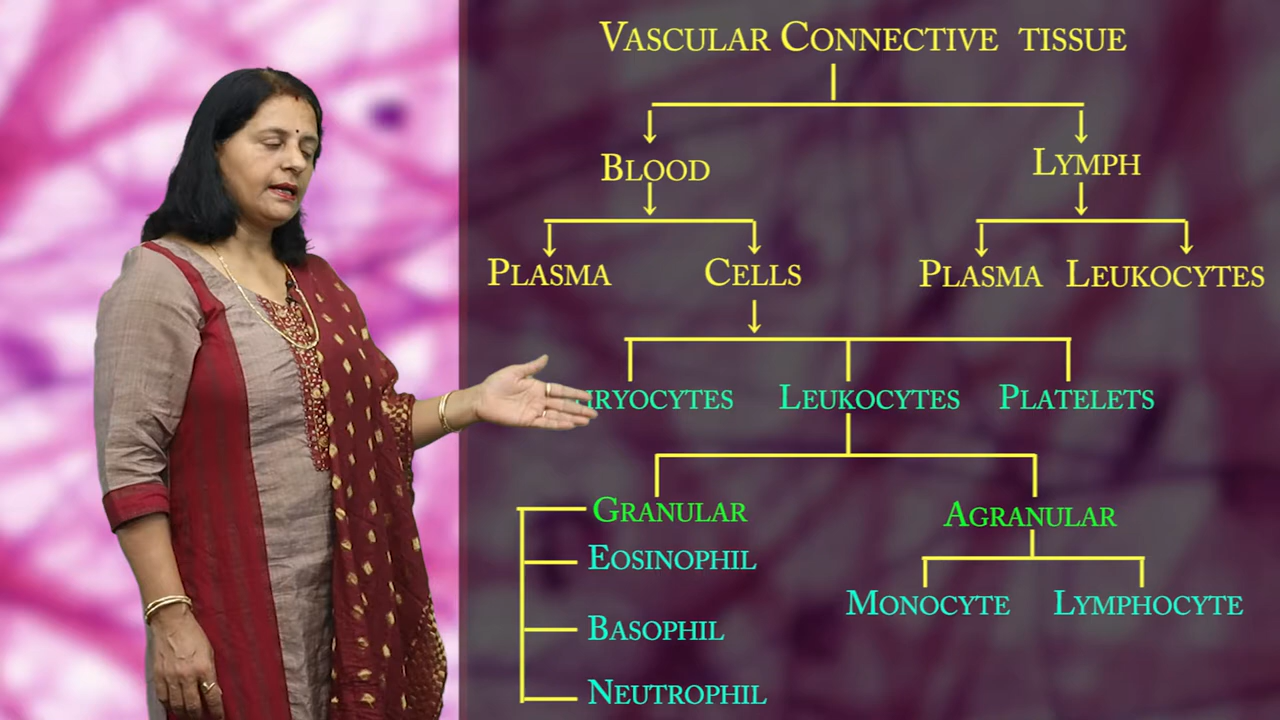 VASCULAR CONNECTIVE TISSUE
BLOOD LYMPH
PLASMA CELLS PLASMA LEUKOCYTES
LEUKOCYTES PLATELETS
GRANULAR AGRANULAR
EOSINOPHIL
MONOCYTE LYMPHOCYTE
BASOPHIL
NEUTROPHIL